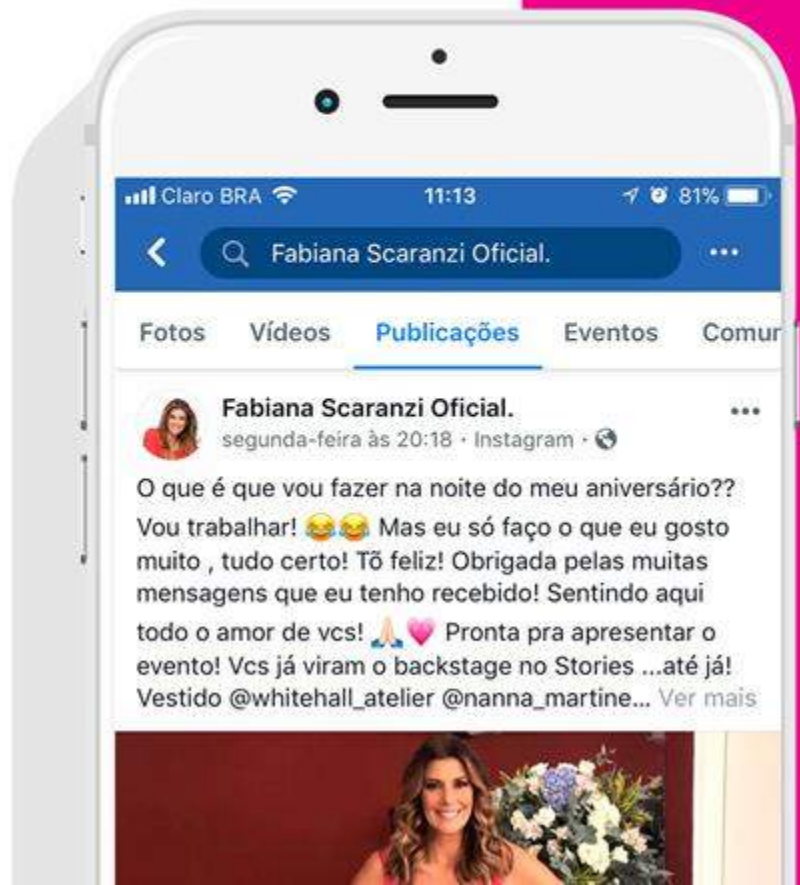 Claro BRA 11:13 81%
Fabiana Scaranzi Oficial.
Fotos Vídeos Publicações Eventos Comun
Fabiana Scaranzi Oficial.
segunda-feira às 20:18 · Instagram ·
O que é que vou fazer na noite do meu aniversário??
Vou trabalhar! 😂😂 Mas eu só faço o que eu gosto
muito , tudo certo! Tõ feliz! Obrigada pelas muitas
mensagens que eu tenho recebido! Sentindo aqui
todo o amor de vcs! 🙏🏻💗 Pronta pra apresentar o
evento! Vcs já viram o backstage no Stories ...até já!
Vestido @whitehall_atelier @nanna_martine... Ver mais